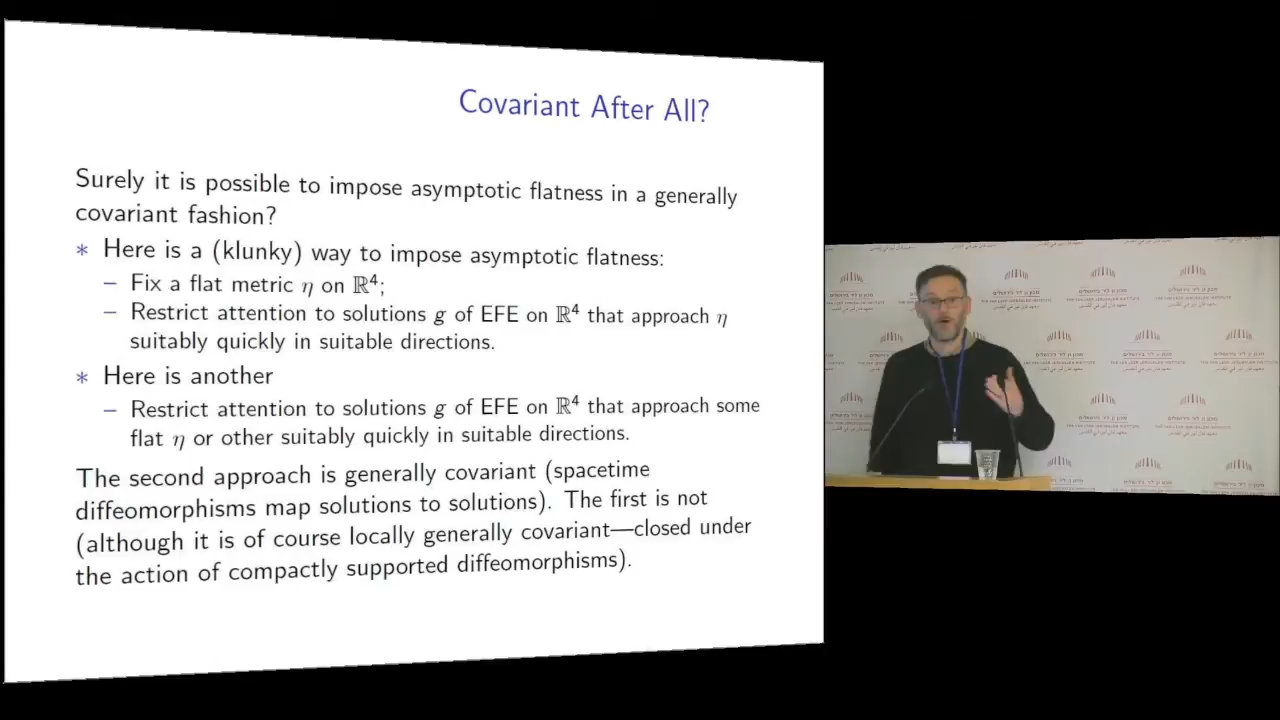 Covariant After All?
Surely it is possible to impose asymptotic flatness in a generally
covariant fashion?
* Here is a (klunky) way to impose asymptotic flatness:
– Fix a flat metric η on ℝ⁴;
– Restrict attention to solutions g of EFE on ℝ⁴ that approach η
suitably quickly in suitable directions.
* Here is another
– Restrict attention to solutions g of EFE on ℝ⁴ that approach some
flat η or other suitably quickly in suitable directions.
The second approach is generally covariant (spacetime
diffeomorphisms map solutions to solutions). The first is not
(although it is of course locally generally covariant—closed under
the action of compactly supported diffeomorphisms).